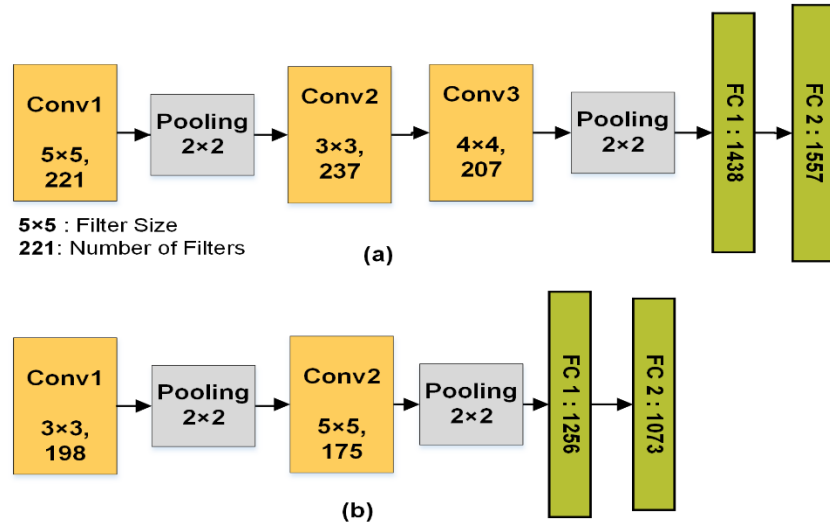 Conv1
5×5,
221
Pooling
2×2
Conv2
3×3,
237
Conv3
4×4,
207
Pooling
2×2
FC 1 : 1438
FC 2 : 1557
5×5 : Filter Size
221: Number of Filters
(a)
Conv1
3×3,
198
Pooling
2×2
Conv2
5×5,
175
Pooling
2×2
FC 1 : 1256
FC 2 : 1073
(b)